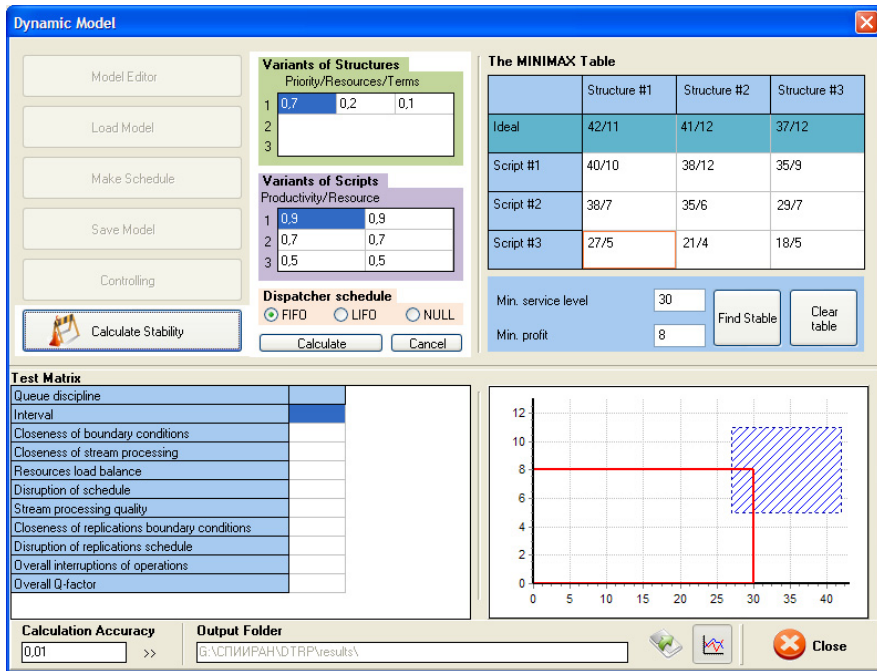 Dynamic Model
Model Editor
Load Model
Make Schedule
Save Model
Controlling
Calculate Stability
Variants of Structures
Priority/Resources/Terms
1 0,7 0,2 0,1
2
3
Variants of Scripts
Productivity/Resource
1 0,9 0,9
2 0,7 0,7
3 0,5 0,5
Dispatcher schedule
FIFO LIFO NULL
Calculate Cancel
The MINIMAX Table
Structure #1 Structure #2 Structure #3
Ideal 42/11 41/12 37/12
Script #1 40/10 38/12 35/9
Script #2 38/7 35/6 29/7
Script #3 27/5 21/4 18/5
Min. service level 30
Min. profit 8
Find Stable
Clear
table
Test Matrix
Queue discipline
Interval
Closeness of boundary conditions
Closeness of stream processing
Resources load balance
Disruption of schedule
Stream processing quality
Closeness of replications boundary conditions
Disruption of replications schedule
Overall interruptions of operations
Overall Q-factor
12
10
8
6
4
2
0
0 5 10 15 20 25 30 35 40
Calculation Accuracy
0,01 >>
Output Folder
G:\СПИИРАН\DTRP\results\
Close